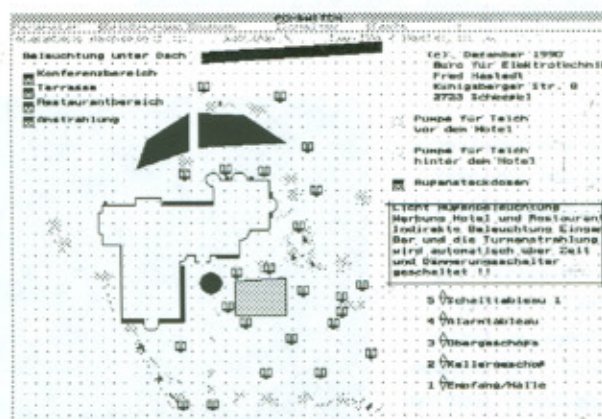 PC-SWITCH
Beleuchtung unter Dach
Konferenzbereich
Terrasse
Restaurantbereich
Anstrahlung
(c), Dezember 1990
Büro für Elektrotechnik
Fred Hastedt
Königsberger Str. 8
2723 Scheeßel
Pumpe für Teich
vor dem Hotel
Pumpe für Teich
hinter dem Hotel
Außensteckdosen
Licht Außenbeleuchtung
Werbung Hotel und Restaurant
Indirekte Beleuchtung Eingang
Bar und die Turmanstrahlung
wird automatisch über Zeit
und Dämmerungsschalter
geschaltet !!
5 Schalttableau 1
4 Alarmtableau
3 Obergeschoß
2 Kellergeschoß
1 Empfang/Halle